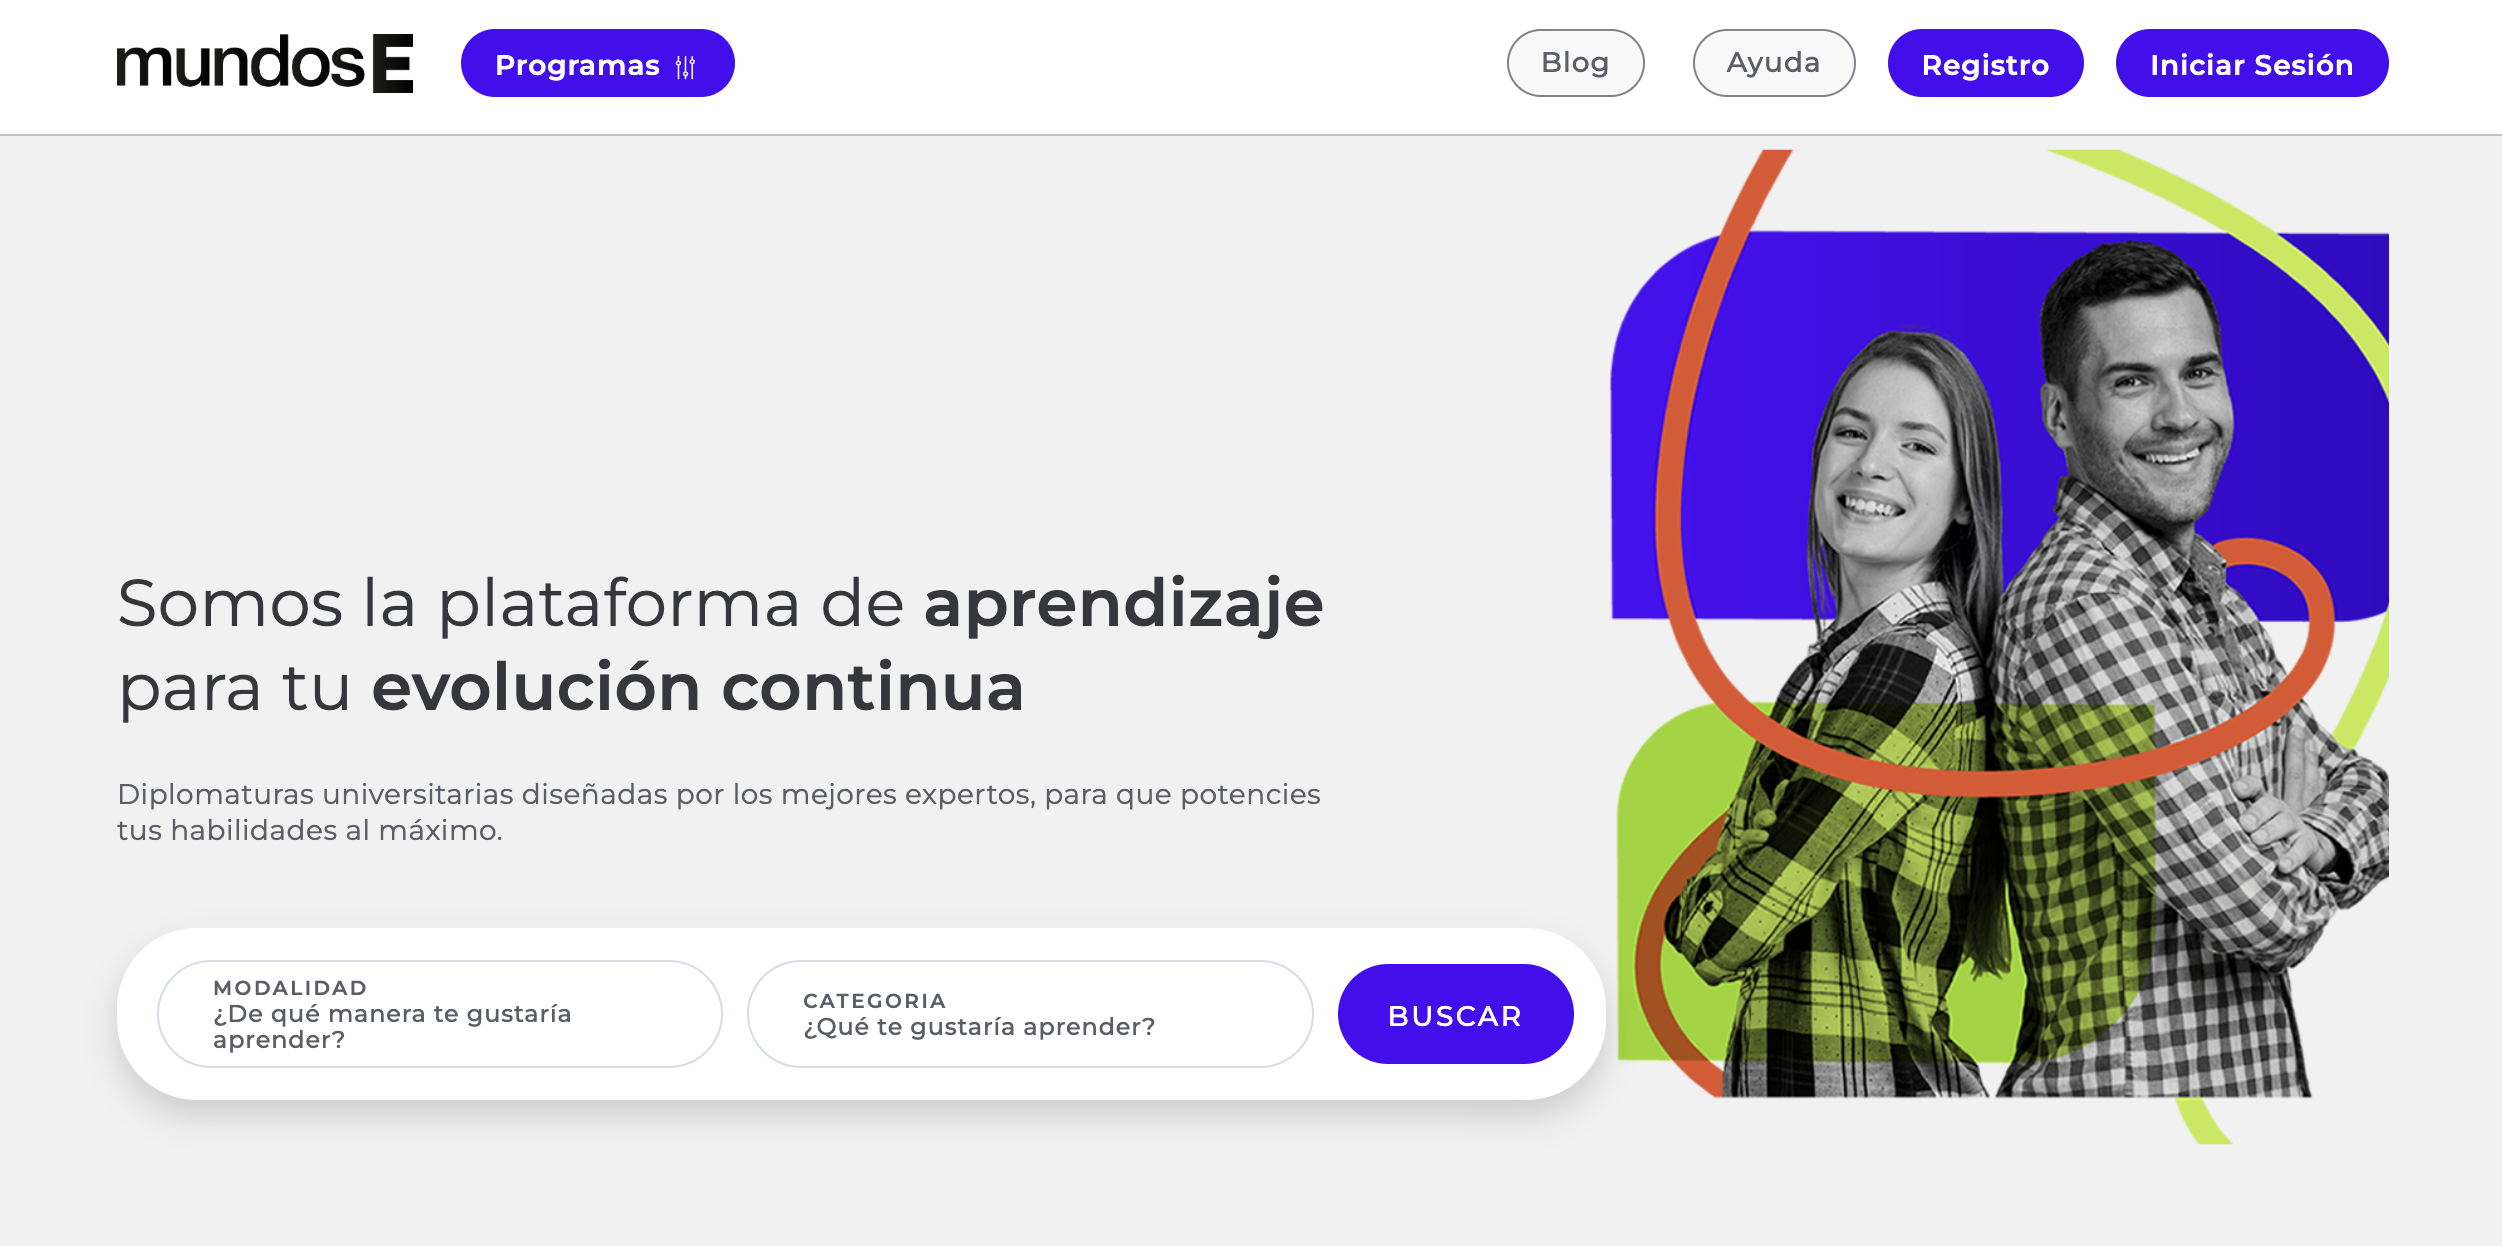 mundosE
Programas
Blog
Ayuda
Registro
Iniciar Sesión
Somos la plataforma de aprendizaje
para tu evolución continua
Diplomaturas universitarias diseñadas por los mejores expertos, para que potencies
tus habilidades al máximo.
MODALIDAD
¿De qué manera te gustaría
aprender?
CATEGORIA
¿Qué te gustaría aprender?
BUSCAR